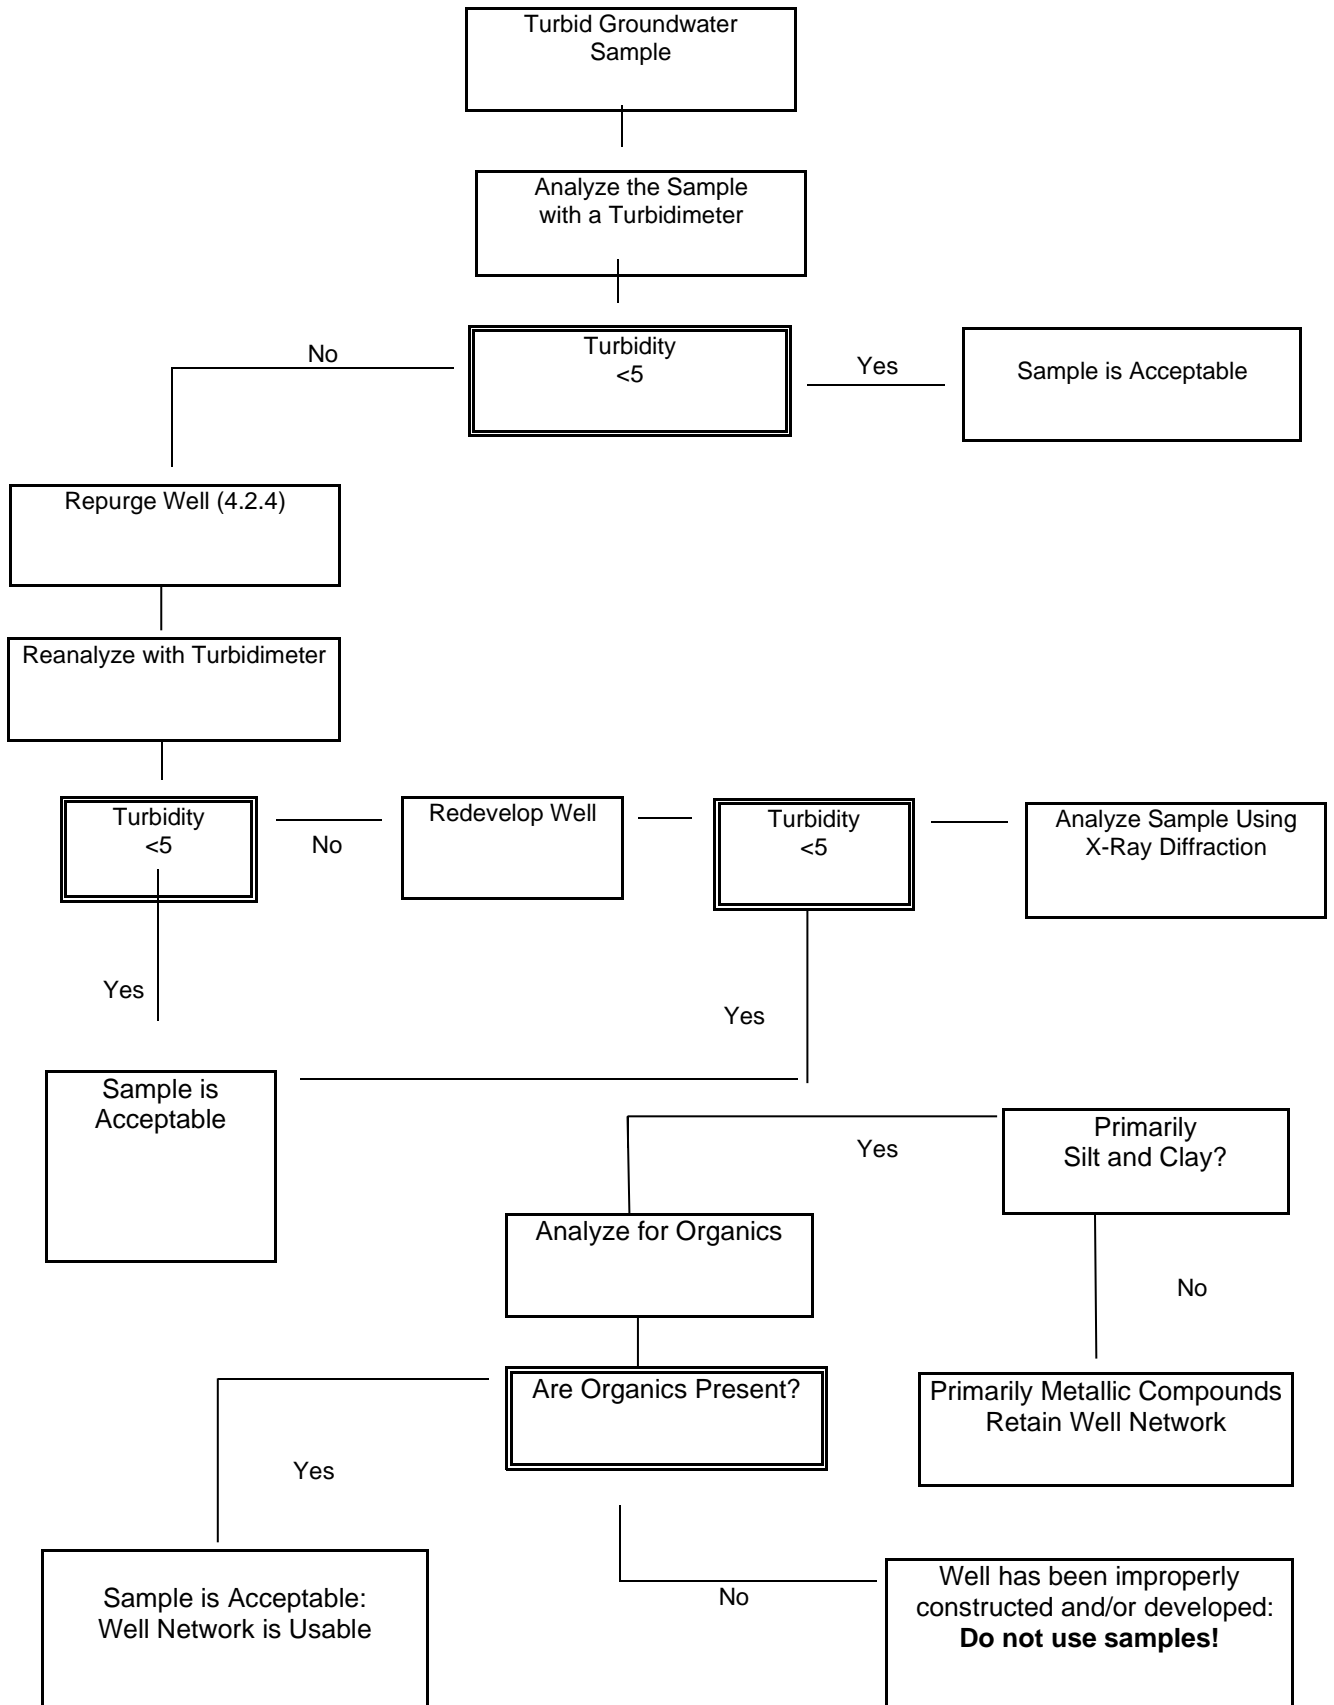 Turbid Groundwater
Sample
Analyze the Sample
with a Turbidimeter
No
Turbidity
<5
Yes
Sample is Acceptable
Repurge Well (4.2.4)
Reanalyze with Turbidimeter
Turbidity
<5
No
Redevelop Well
Turbidity
<5
Analyze Sample Using
X-Ray Diffraction
Yes
Yes
Sample is
Acceptable
Primarily
Silt and Clay?
Yes
Analyze for Organics
No
Are Organics Present?
Primarily Metallic Compounds
Retain Well Network
Yes
Sample is Acceptable:
Well Network is Usable
No
Well has been improperly
constructed and/or developed:
Do not use samples!